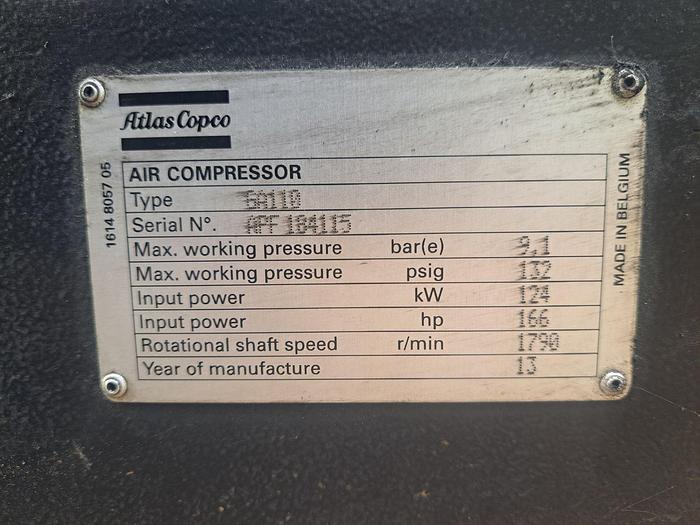 Atlas Copco
AIR COMPRESSOR
Type GA110
Serial N°. APF 184115
Max. working pressure bar(e) 9,1
Max. working pressure psig 132
Input power kW 124
Input power hp 166
Rotational shaft speed r/min 1790
Year of manufacture 13
1614 8057 05
MADE IN BELGIUM